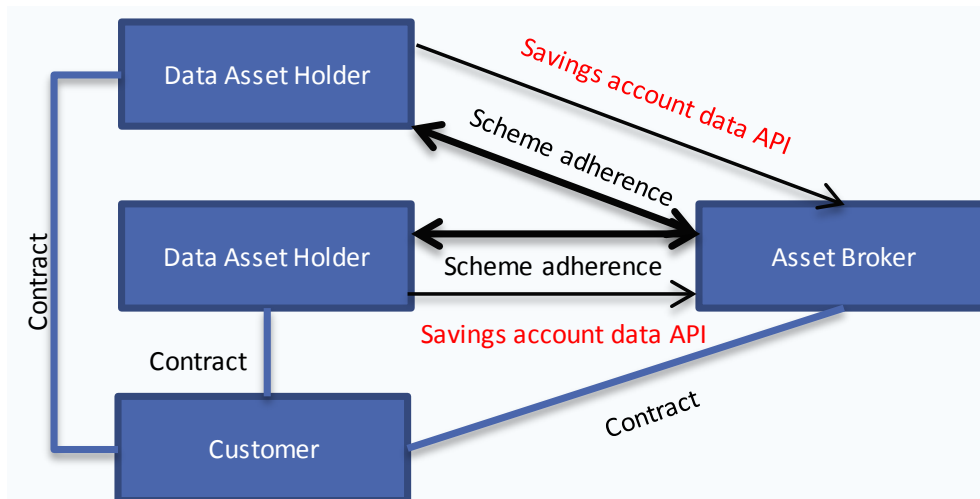 Data Asset Holder
Savings account data API
Scheme adherence
Contract
Data Asset Holder
Asset Broker
Scheme adherence
Savings account data API
Contract
Contract
Customer